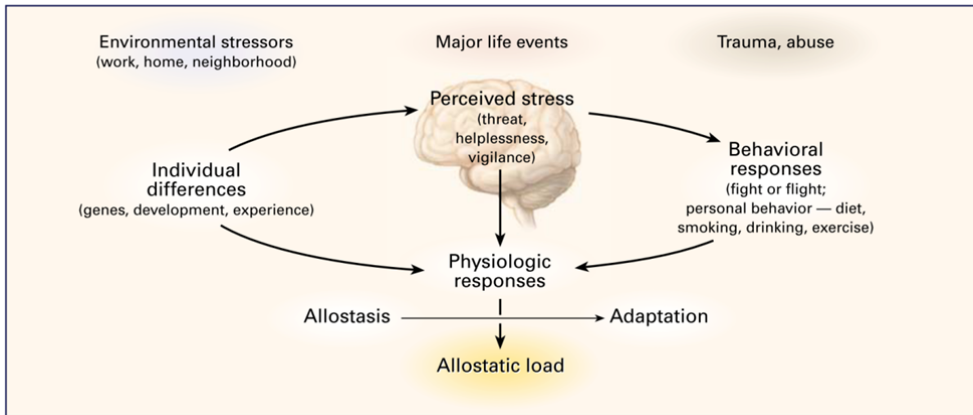 Environmental stressors
(work, home, neighborhood)
Major life events
Trauma, abuse
Perceived stress
(threat,
helplessness,
vigilance)
Individual
differences
(genes, development, experience)
Behavioral
responses
(fight or flight;
personal behavior — diet,
smoking, drinking, exercise)
Physiologic
responses
Allostasis
Adaptation
Allostatic load